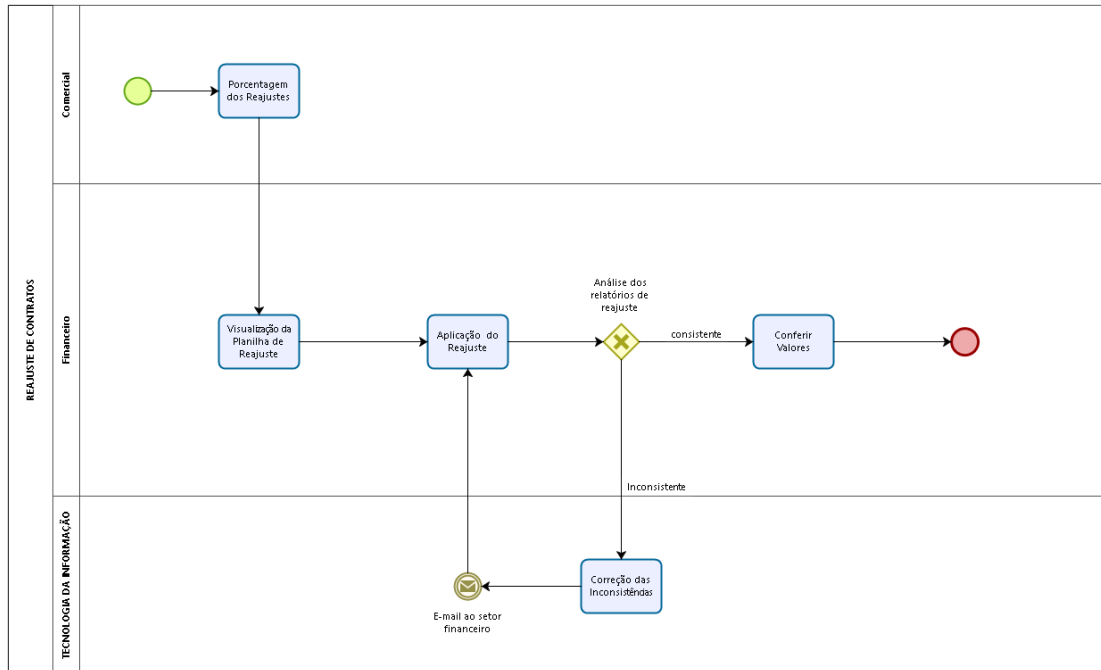 REAJUSTE DE CONTRATOS
Comercial
Porcentagem
dos Reajustes
Financeiro
Visualização da
Planilha de
Reajuste
Aplicação do
Reajuste
Análise dos
relatórios de
reajuste
consistente
Conferir
Valores
Inconsistente
TECNOLOGIA DA INFORMAÇÃO
E-mail ao setor
financeiro
Correção das
Inconsistências